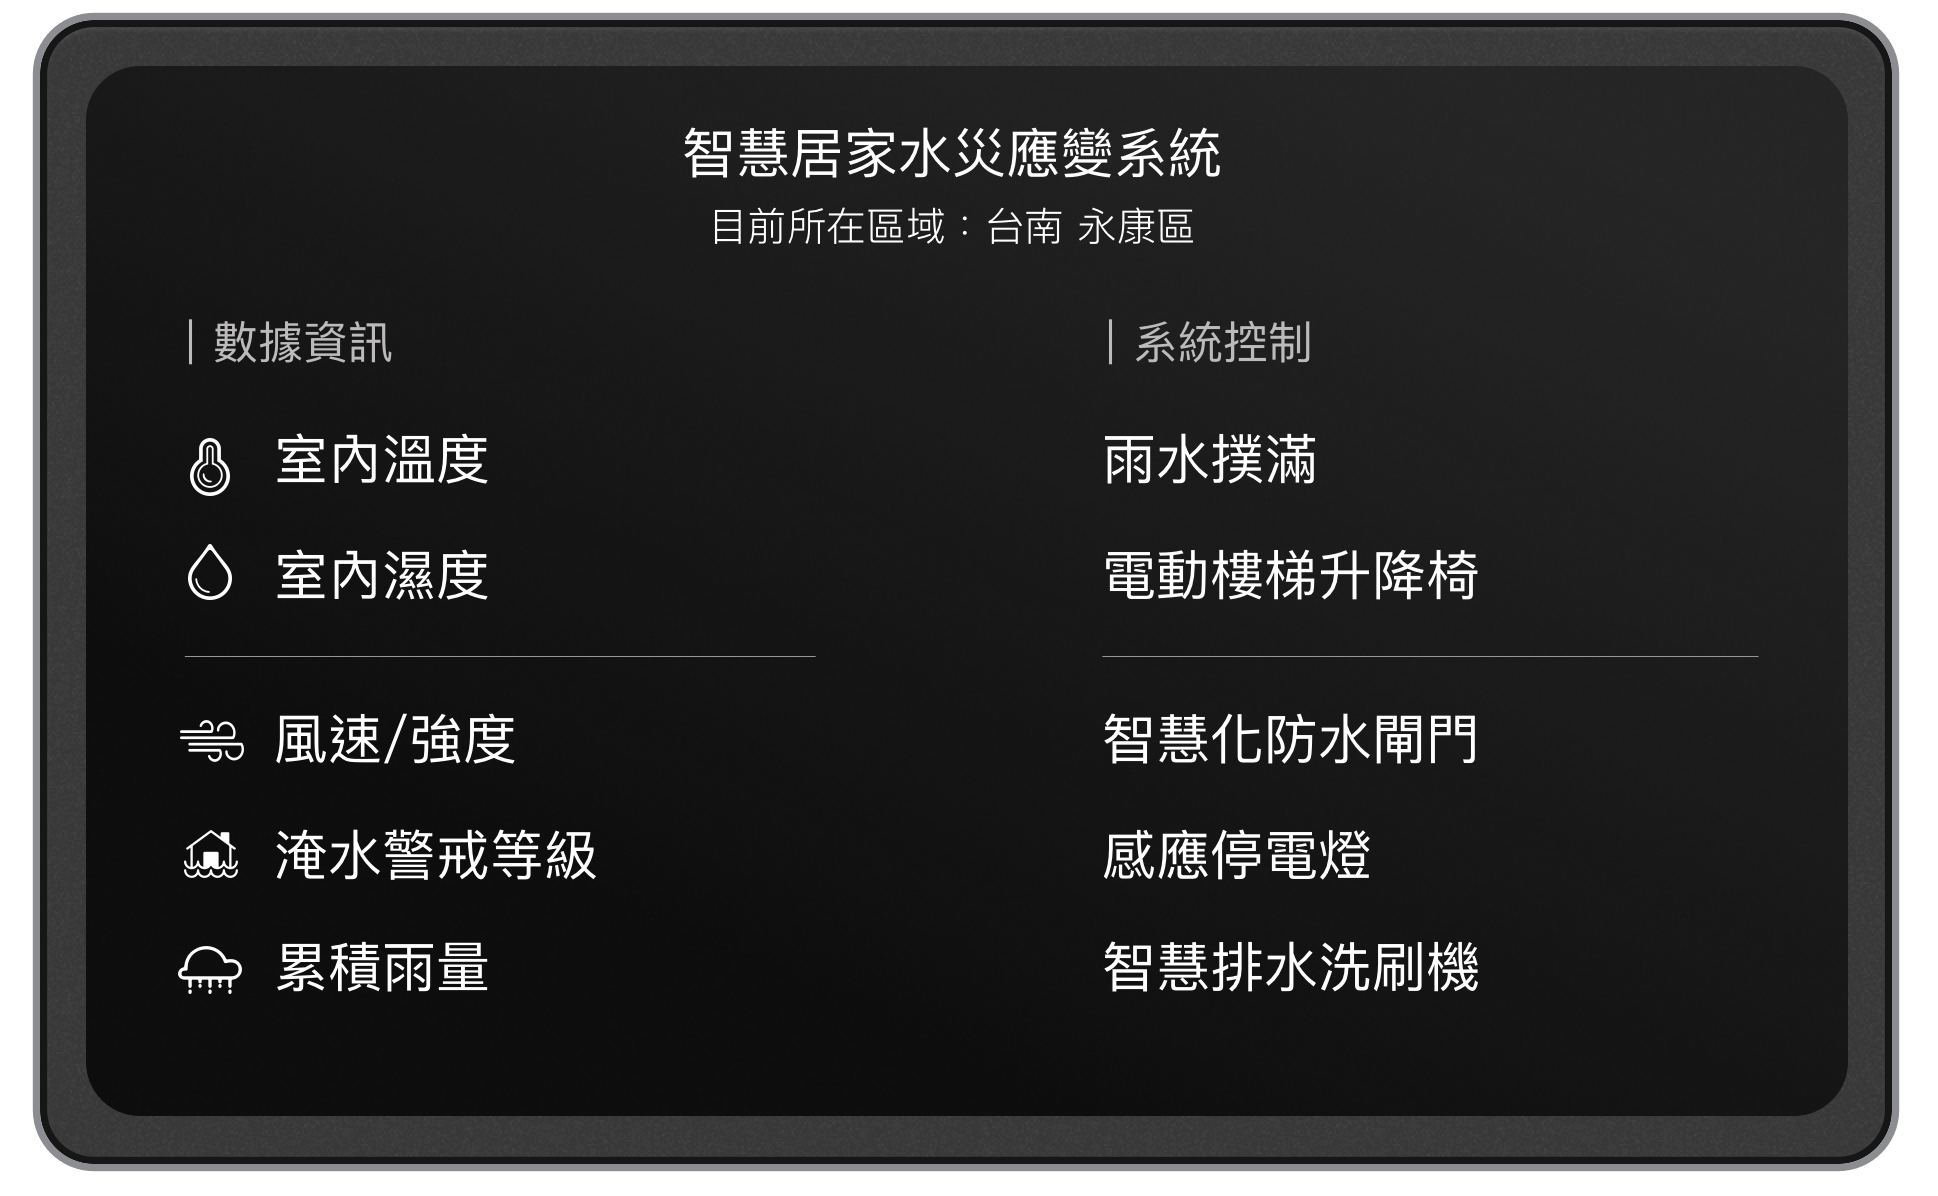 智慧居家水災應變系統
目前所在區域：台南 永康區
數據資訊
室內溫度
室內濕度
風速/強度
淹水警戒等級
累積雨量
系統控制
雨水撲滿
電動樓梯升降椅
智慧化防水閘門
感應停電燈
智慧排水洗刷機